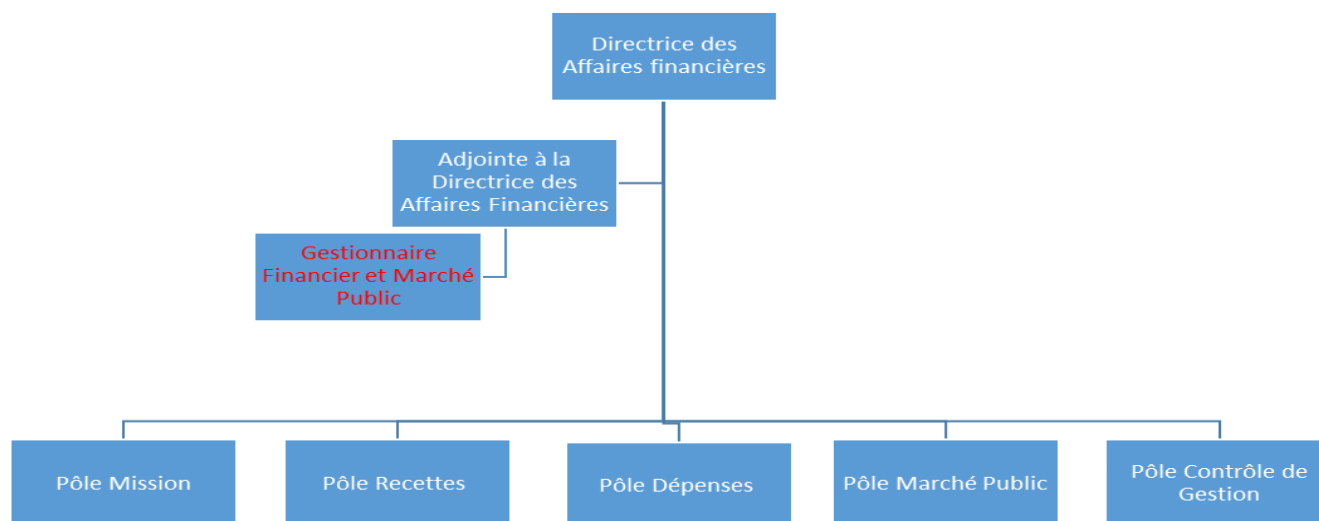 Directrice des
Affaires financières
Adjointe à la
Directrice des
Affaires Financières
Gestionnaire
Financier et Marché
Public
Pôle Mission
Pôle Recettes
Pôle Dépenses
Pôle Marché Public
Pôle Contrôle de
Gestion